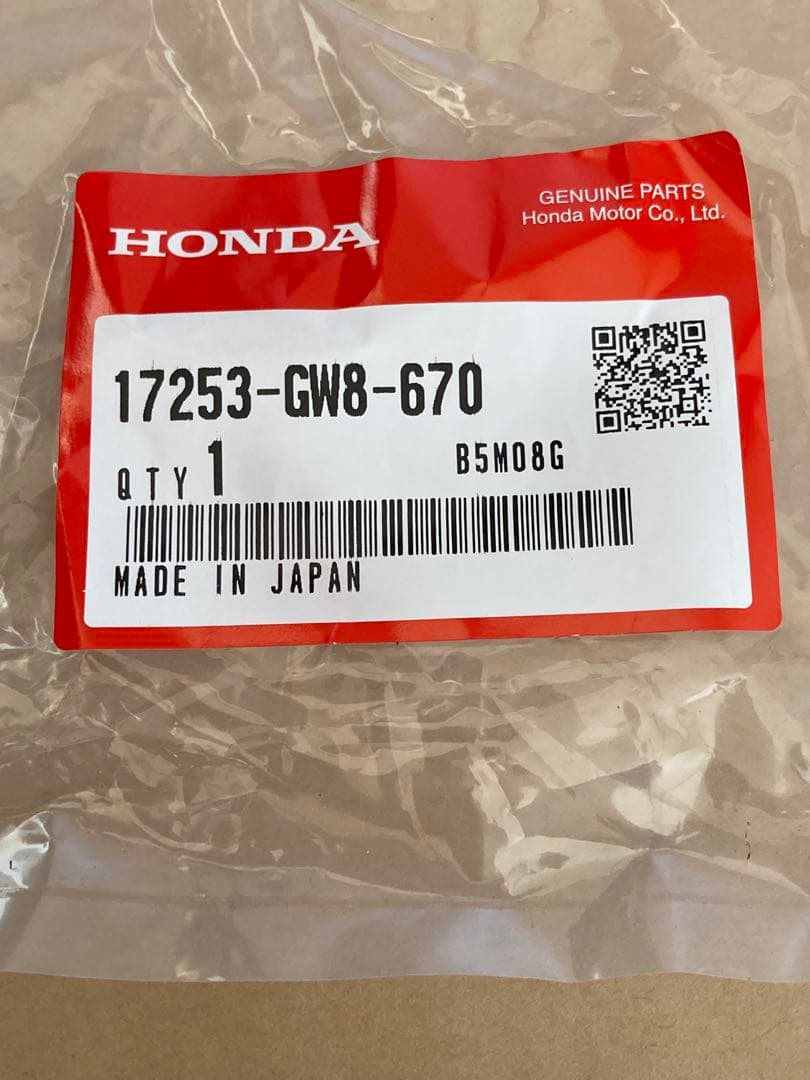 HONDA
GENUINE PARTS
Honda Motor Co., Ltd.
17253-GW8-670
QTY 1
B5M08G
MADE IN JAPAN